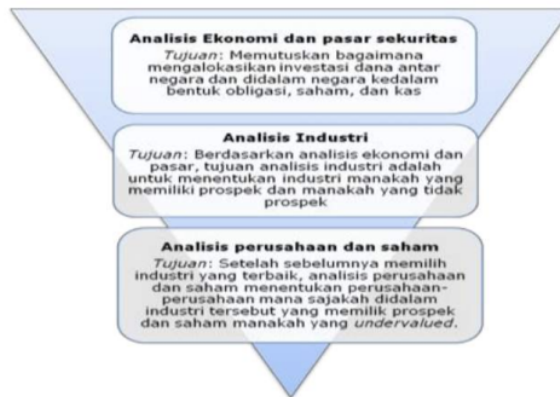 Analisis Ekonomi dan pasar sekuritas
Tujuan: Memutuskan bagaimana
mengalokasikan investasi dana antar
negara dan didalam negara kedalam
bentuk obligasi, saham, dan kas
Analisis Industri
Tujuan: Berdasarkan analisis ekonomi dan
pasar, tujuan analisis industri adalah
untuk menentukan industri manakah yang
memiliki prospek dan manakah yang tidak
prospek
Analisis perusahaan dan saham
Tujuan: Setelah sebelumnya memilih
industri yang terbaik, analisis perusahaan
dan saham menentukan perusahaan-
perusahaan mana sajakah didalam
industri tersebut yang memilik prospek
dan saham manakah yang undervalued.